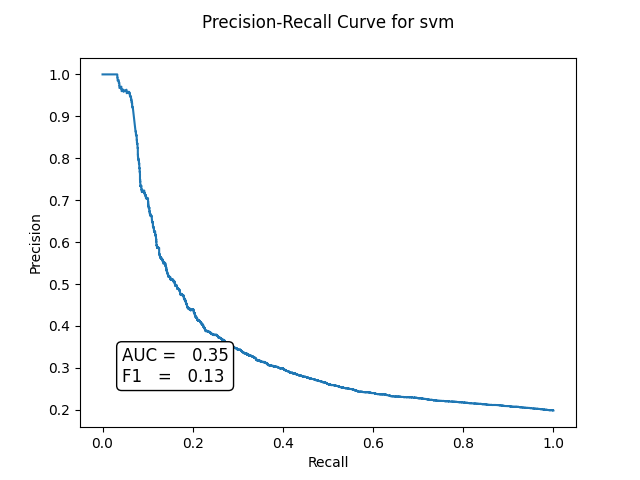 Precision-Recall Curve for svm
1.0
0.9
0.8
0.7
0.6
0.5
0.4
0.3
0.2
Precision
AUC =   0.35
F1   =   0.13
0.0 0.2 0.4 0.6 0.8 1.0
Recall